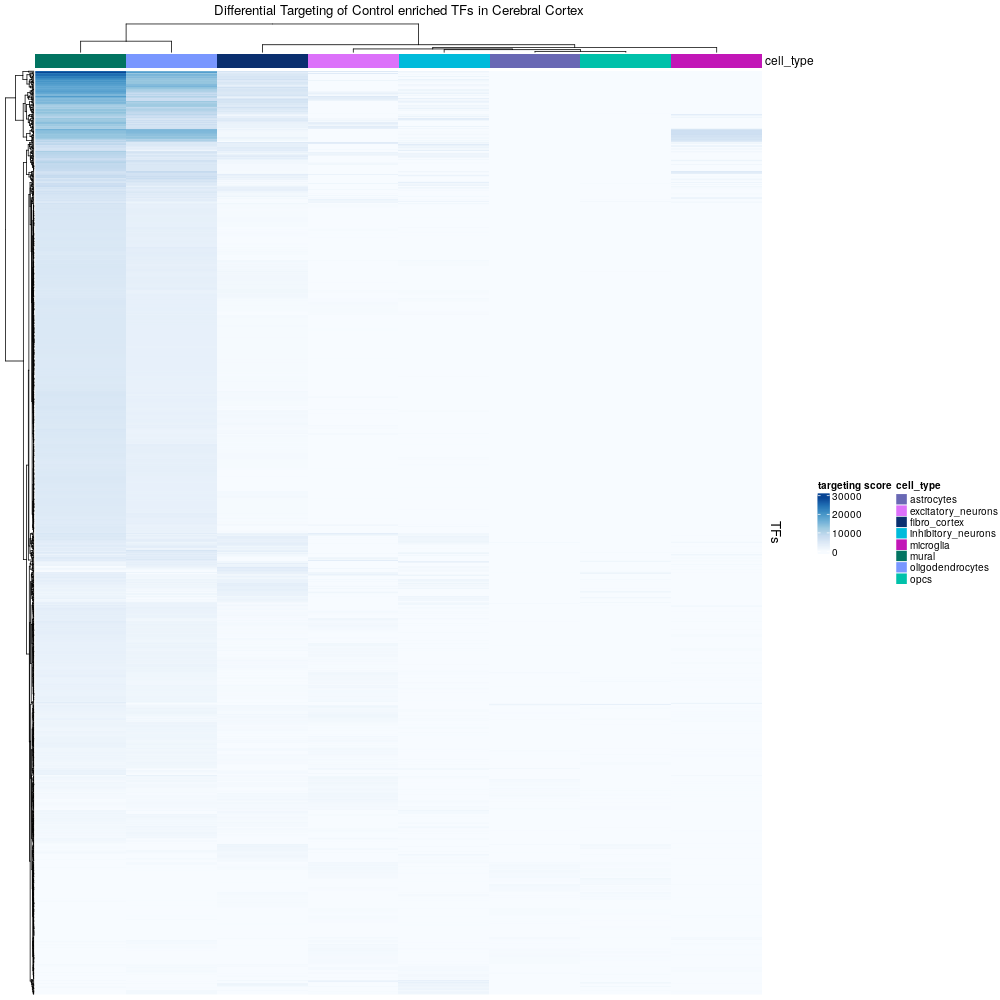 Differential Targeting of Control enriched TFs in Cerebral Cortex
cell_type
TFs
targeting score
30000
20000
10000
0
cell_type
astrocytes
excitatory_neurons
fibro_cortex
inhibitory_neurons
microglia
mural
oligodendrocytes
opcs